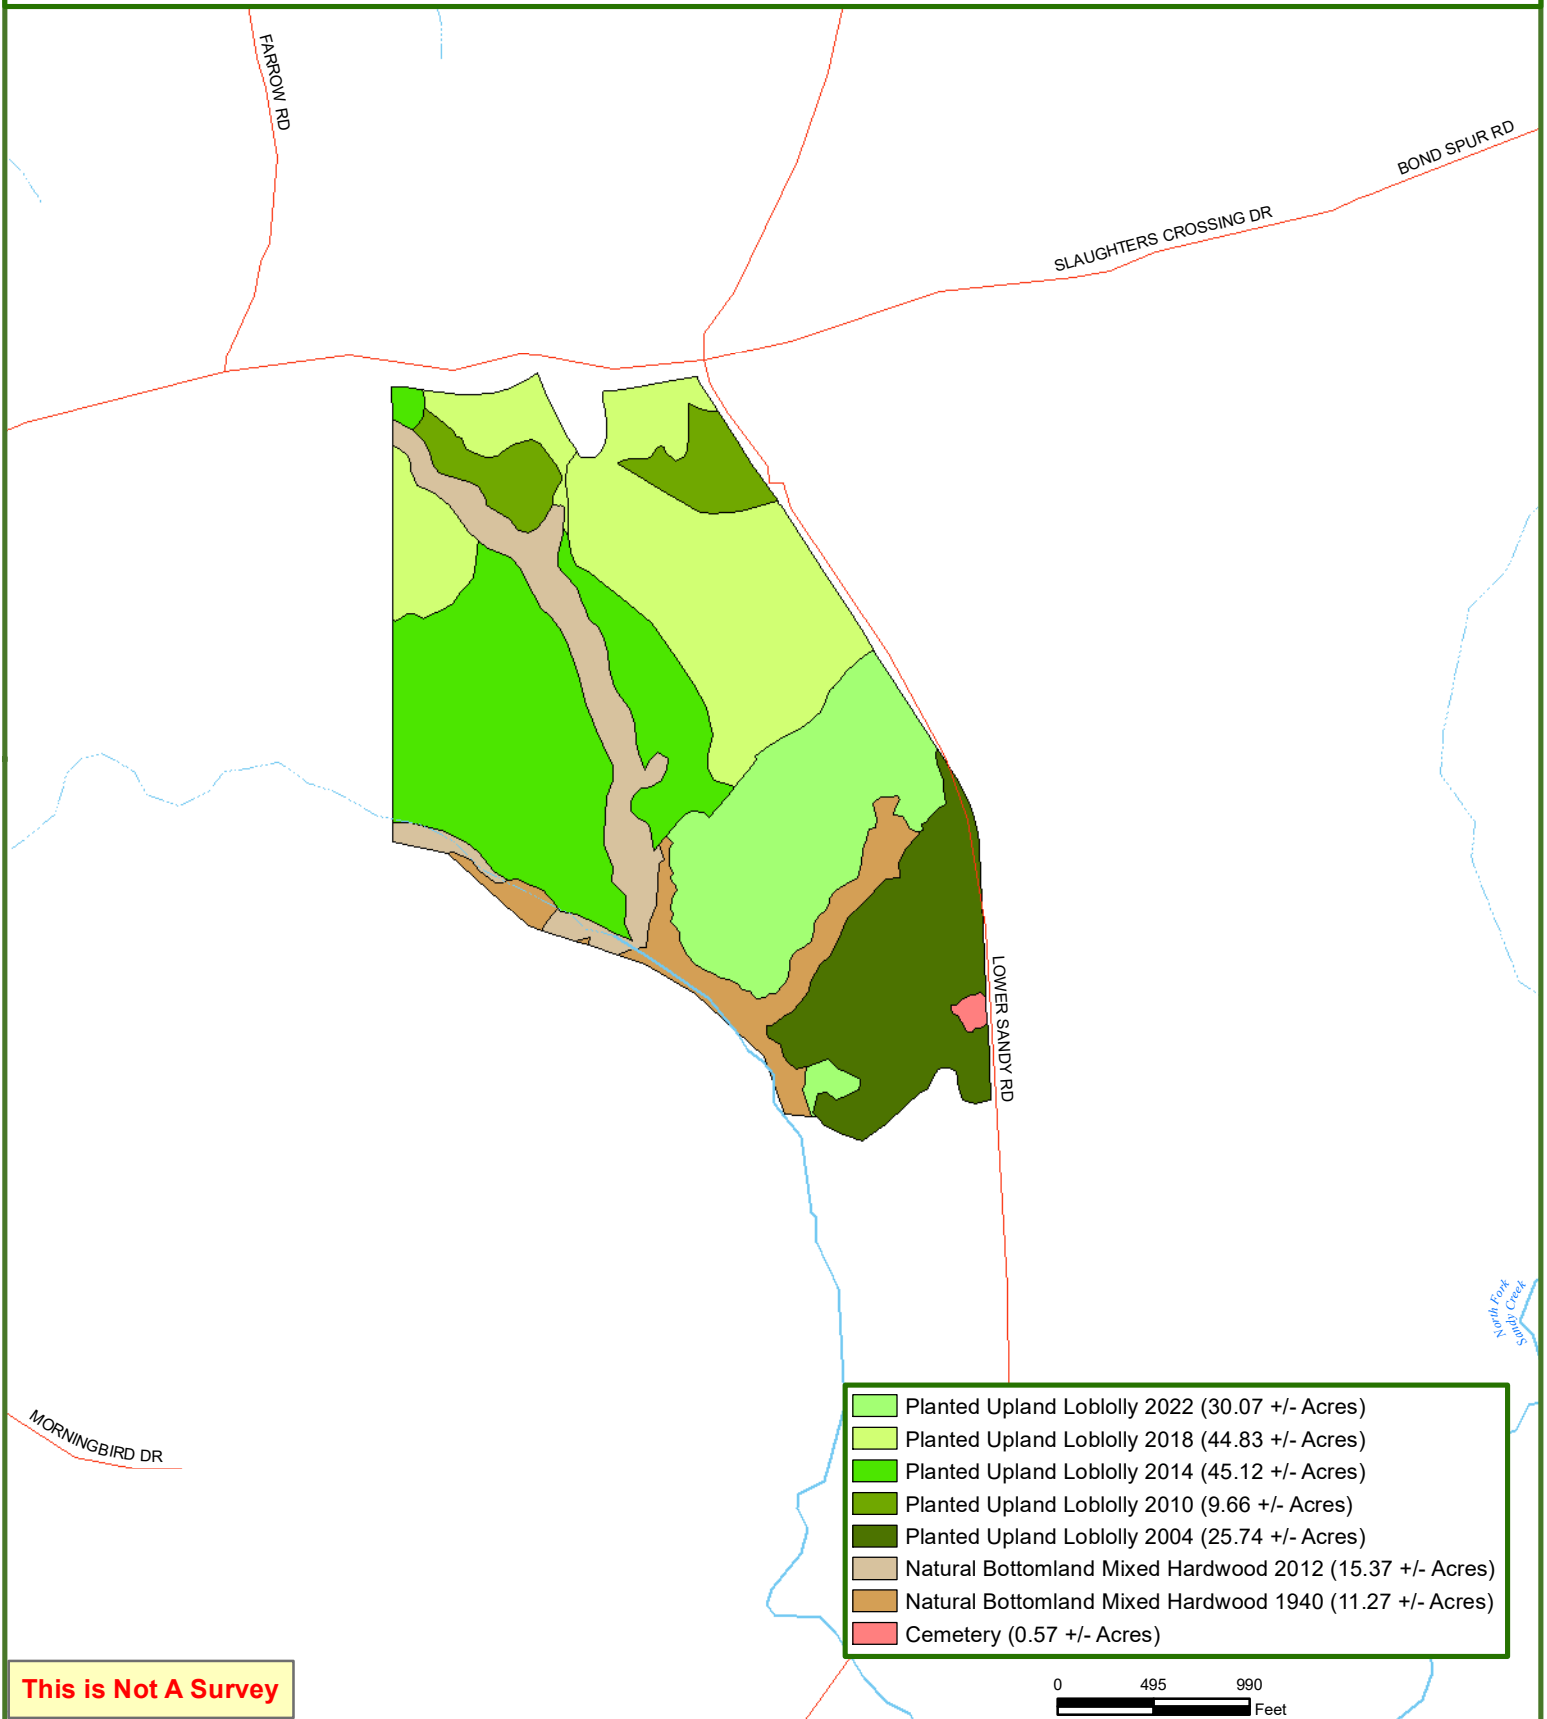 FARROW RD
BOND SPUR RD
SLAUGHTERS CROSSING DR
LOWER SANDY RD
North Fork
Sandy Creek
MORNINGBIRD DR
Planted Upland Loblolly 2022 (30.07 +/- Acres)
Planted Upland Loblolly 2018 (44.83 +/- Acres)
Planted Upland Loblolly 2014 (45.12 +/- Acres)
Planted Upland Loblolly 2010 (9.66 +/- Acres)
Planted Upland Loblolly 2004 (25.74 +/- Acres)
Natural Bottomland Mixed Hardwood 2012 (15.37 +/- Acres)
Natural Bottomland Mixed Hardwood 1940 (11.27 +/- Acres)
Cemetery (0.57 +/- Acres)
This is Not A Survey
0 495 990
Feet